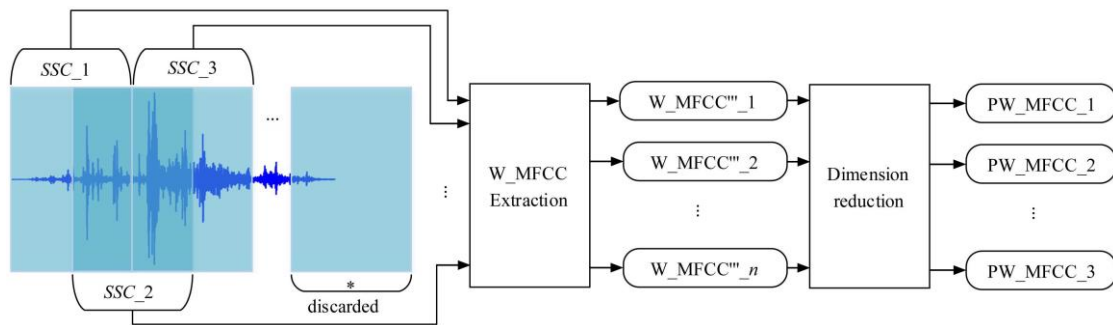 SSC_1
SSC_3
...
SSC_2
*
discarded
...
W_MFCC
Extraction
W_MFCC'''_1
W_MFCC'''_2
...
W_MFCC'''_n
Dimension
reduction
PW_MFCC_1
PW_MFCC_2
...
PW_MFCC_3